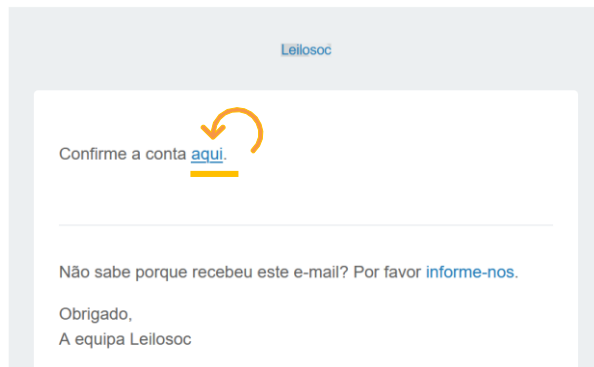 Leilosoc
Confirme a conta aqui.
Não sabe porque recebeu este e-mail? Por favor informe-nos.
Obrigado,
A equipa Leilosoc